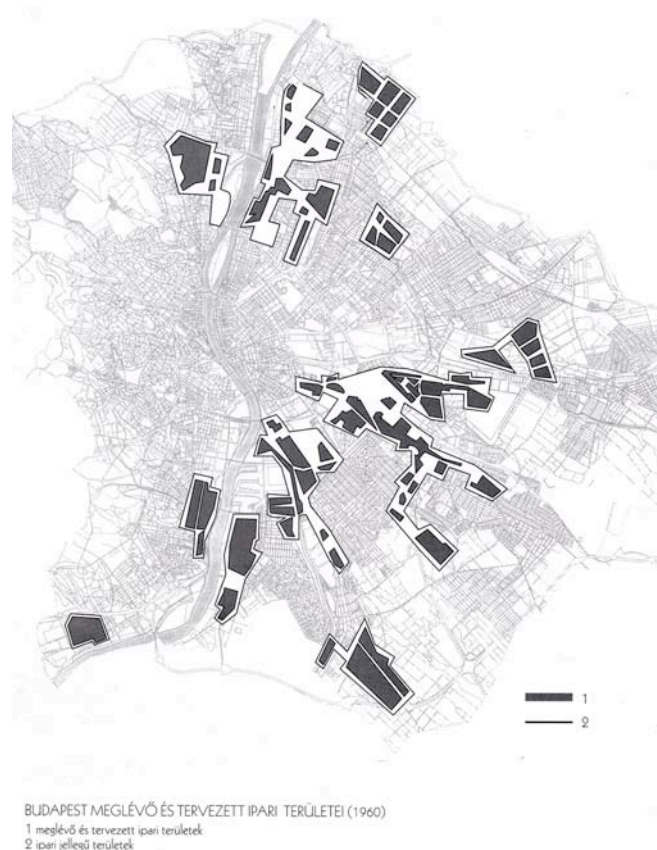 1
2
BUDAPEST MEGLÉVŐ ÉS TERVEZETT IPARI TERÜLETEI (1960)
1 meglévő és tervezett ipari területek
2 ipari jellegű területek